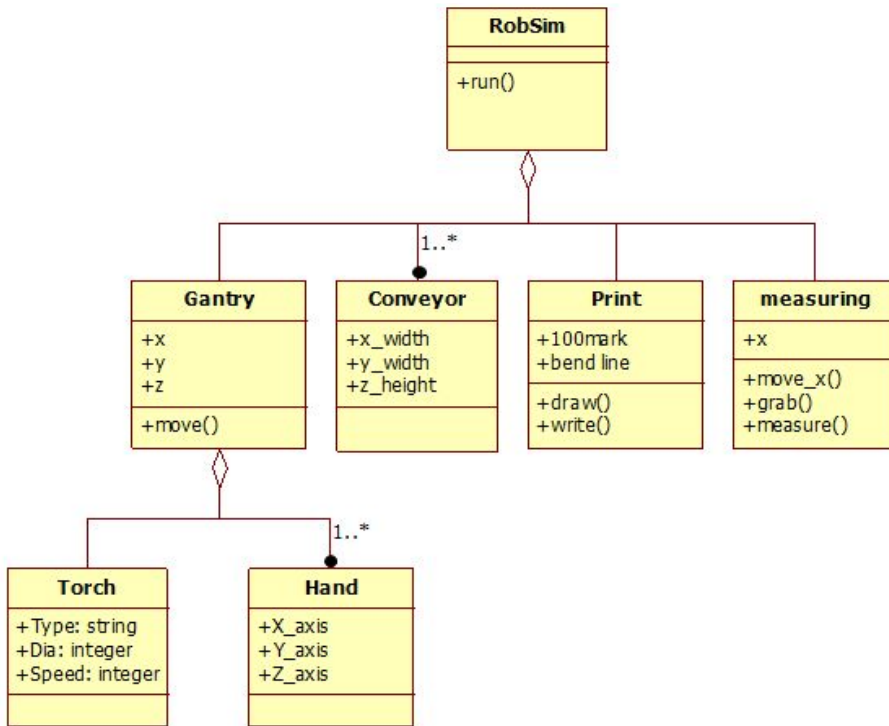 RobSim
+run()
1..*
Gantry
+x
+y
+z
+move()
Conveyor
+x_width
+y_width
+z_height
Print
+100mark
+bend line
+draw()
+write()
measuring
+x
+move_x()
+grab()
+measure()
1..*
Torch
+Type: string
+Dia: integer
+Speed: integer
Hand
+X_axis
+Y_axis
+Z_axis